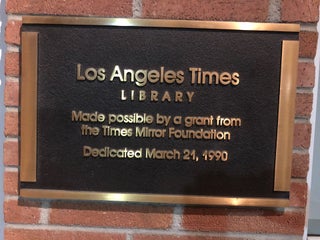 Los Angeles Times
LIBRARY
Made possible by a grant from
the Times Mirror Foundation
Dedicated March 21, 1990